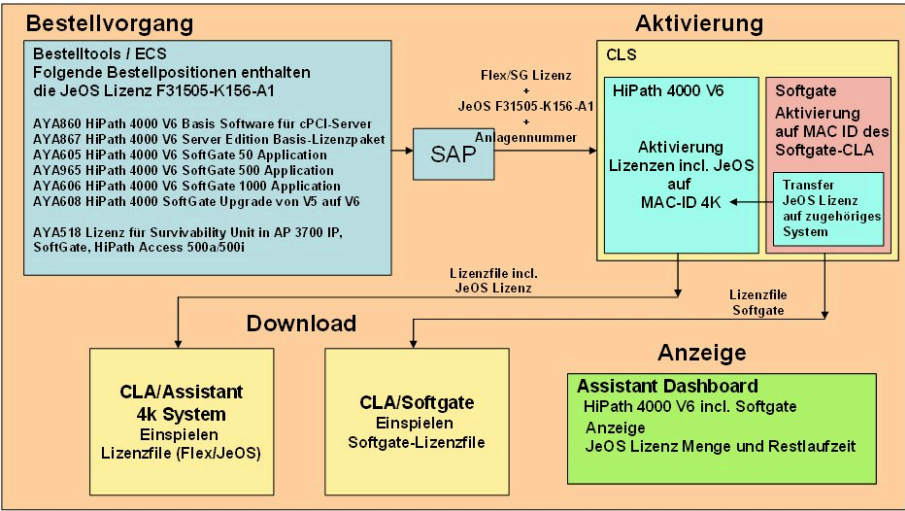 Bestellvorgang
Bestelltools / ECS
Folgende Bestellpositionen enthalten
die JeOS Lizenz F31505-K156-A1
AYA860 HiPath 4000 V6 Basis Software für cPCI-Server
AYA867 HiPath 4000 V6 Server Edition Basis-Lizenzpaket
AYA605 HiPath 4000 V6 SoftGate 50 Application
AYA965 HiPath 4000 V6 SoftGate 500 Application
AYA606 HiPath 4000 V6 SoftGate 1000 Application
AYA608 HiPath 4000 SoftGate Upgrade von V5 auf V6
AYA518 Lizenz für Survivability Unit in AP 3700 IP,
SoftGate, HiPath Access 500a/500i
SAP
Flex/SG Lizenz
+
JeOS F31505-K156-A1
+
Anlagennummer
Aktivierung
CLS
HiPath 4000 V6
Aktivierung
Lizenzen incl. JeOS
auf
MAC-ID 4K
Softgate
Aktivierung
auf MAC ID des
Softgate-CLA
Transfer
JeOS Lizenz
auf zugehöriges
System
Lizenzfile incl.
JeOS Lizenz
Lizenzfile
Softgate
Download
CLA/Assistant
4k System
Einspielen
Lizenzfile (Flex/JeOS)
CLA/Softgate
Einspielen
Softgate-Lizenzfile
Anzeige
Assistant Dashboard
HiPath 4000 V6 incl. Softgate
Anzeige
JeOS Lizenz Menge und Restlaufzeit